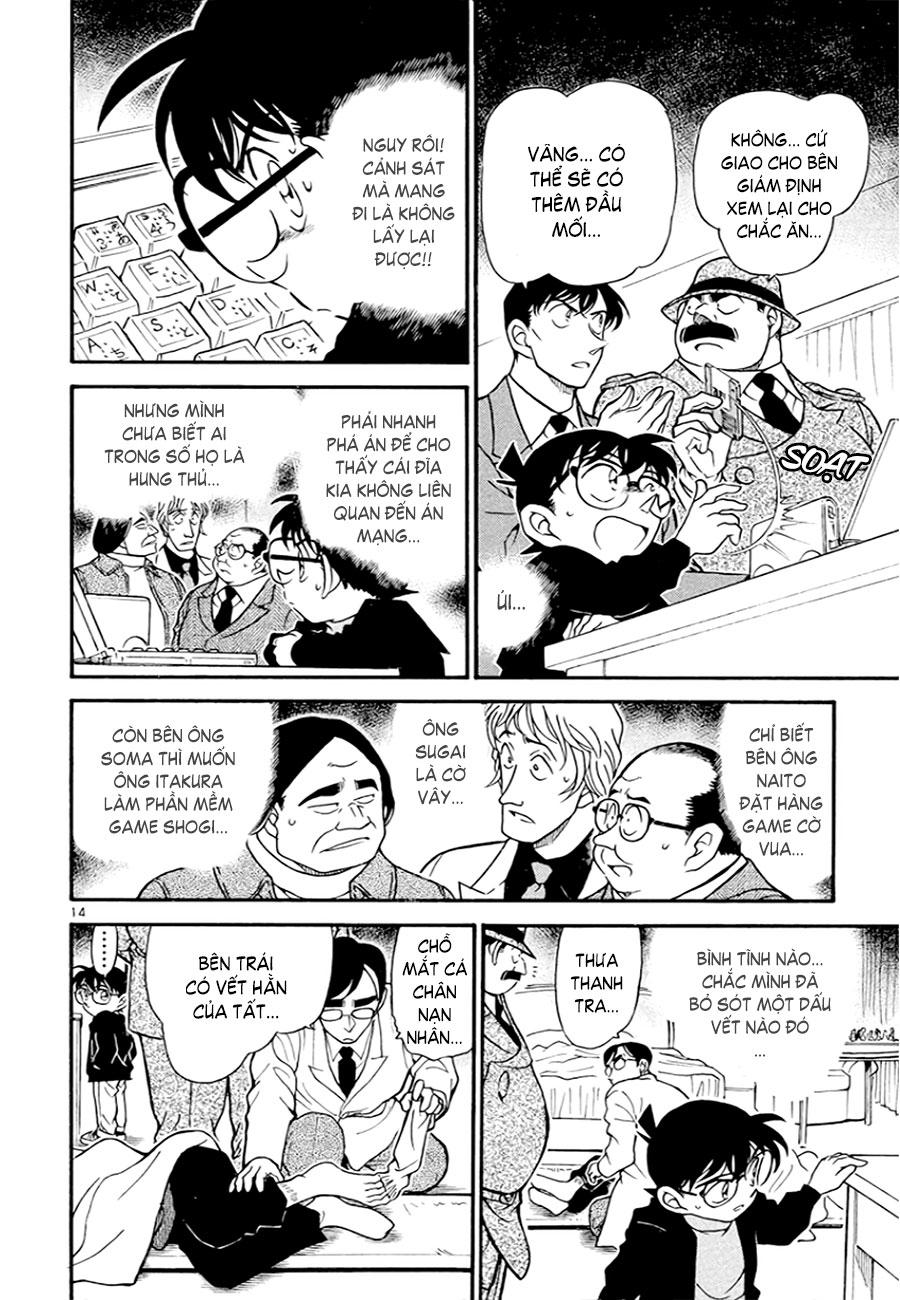 KHÔNG... CỨ
GIAO CHO BÊN
GIÁM ĐỊNH
XEM LẠI CHO
CHẮC ĂN...
VÂNG... CÓ
THỂ SẼ CÓ
THÊM ĐẦU
MỐI...
SOẠT
ÚI...
NGUY RỒI!
CẢNH SÁT
MÀ MANG
ĐI LÀ KHÔNG
LẤY LẠI
ĐƯỢC!!
W
E
D
A
S
C
PHẢI NHANH
PHÁ ÁN ĐỂ CHO
THẤY CÁI ĐĨA
KIA KHÔNG LIÊN
QUAN ĐẾN ÁN
MẠNG...
NHƯNG MÌNH
CHƯA BIẾT AI
TRONG SỐ HỌ LÀ
HUNG THỦ...
CHỈ BIẾT
BÊN ÔNG
NAITO
ĐẶT HÀNG
GAME CỜ
VUA...
ÔNG
SUGAI
LÀ CỜ
VÂY...
CÒN BÊN ÔNG
SOMA THÌ MUỐN
ÔNG ITAKURA
LÀM PHẦN MỀM
GAME SHOGI...
14
BÌNH TĨNH NÀO...
CHẮC MÌNH ĐÃ
BỎ SÓT MỘT DẤU
VẾT NÀO ĐÓ
...
THƯA
THANH
TRA...
CHỖ
MẮT CÁ
CHÂN
NẠN
NHÂN...
BÊN TRÁI
CÓ VẾT HẰN
CỦA TẤT...
......